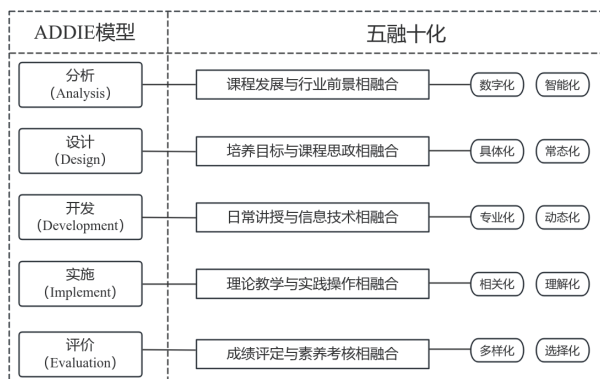 ADDIE模型
五融十化
分析
（Analysis）
课程发展与行业前景相融合
数字化
智能化
设计
（Design）
培养目标与课程思政相融合
具体化
常态化
开发
（Development）
日常讲授与信息技术相融合
专业化
动态化
实施
（Implement）
理论教学与实践操作相融合
相关化
理解化
评价
（Evaluation）
成绩评定与素养考核相融合
多样化
选择化